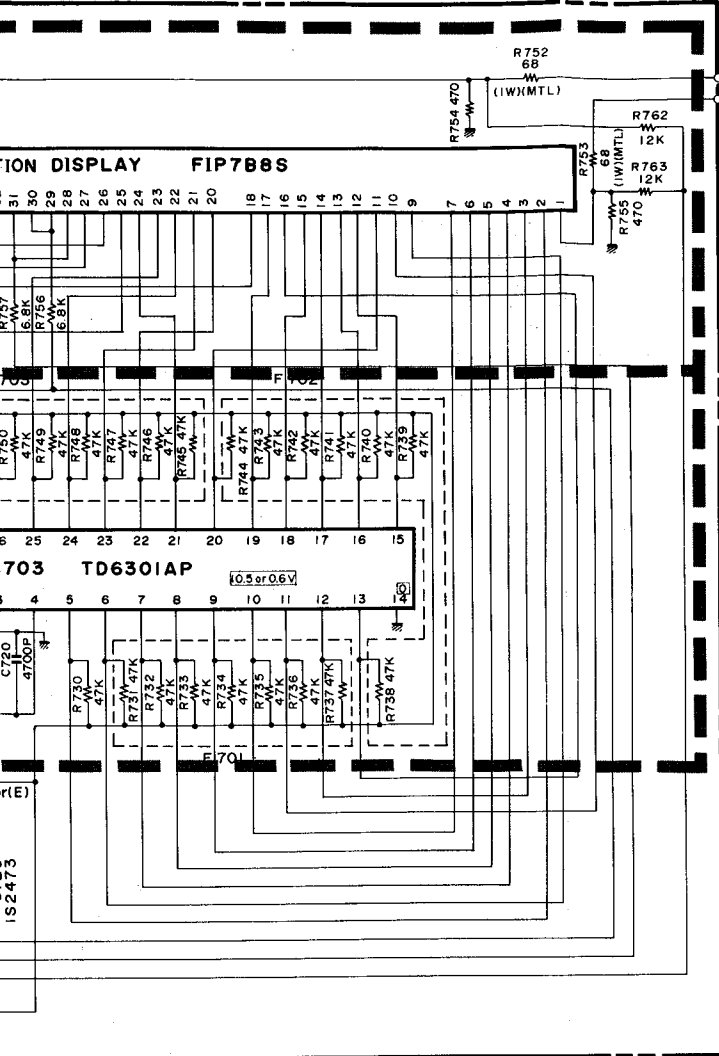 R752
68
(1W)(MTL)
R754 470
R762
12K
R753
68
(1W)(MTL)
R763
12K
R755
470
TION DISPLAY FIP7B8S
31 30 29 28 27 26 25 24 23 22 21 20 18 17 16 15 14 13 12 11 10 9 7 6 5 4 3 2 1
R757
6.8K
R756
6.8K
R750
47K
R749
47K
R748
47K
R747
47K
R746
47K
R745 47K
R744 47K
R743
47K
R742
47K
R741
47K
R740
47K
R739
47K
25 24 23 22 21 20 19 18 17 16 15
703 TD6301AP
10.5 or 0.6V
0
4 5 6 7 8 9 10 11 12 13 14
C720
4700P
R730
47K
R731 47K
R732
47K
R733
47K
R734
47K
R735
47K
R736
47K
R737 47K
R738 47K
r(E)
1S2473